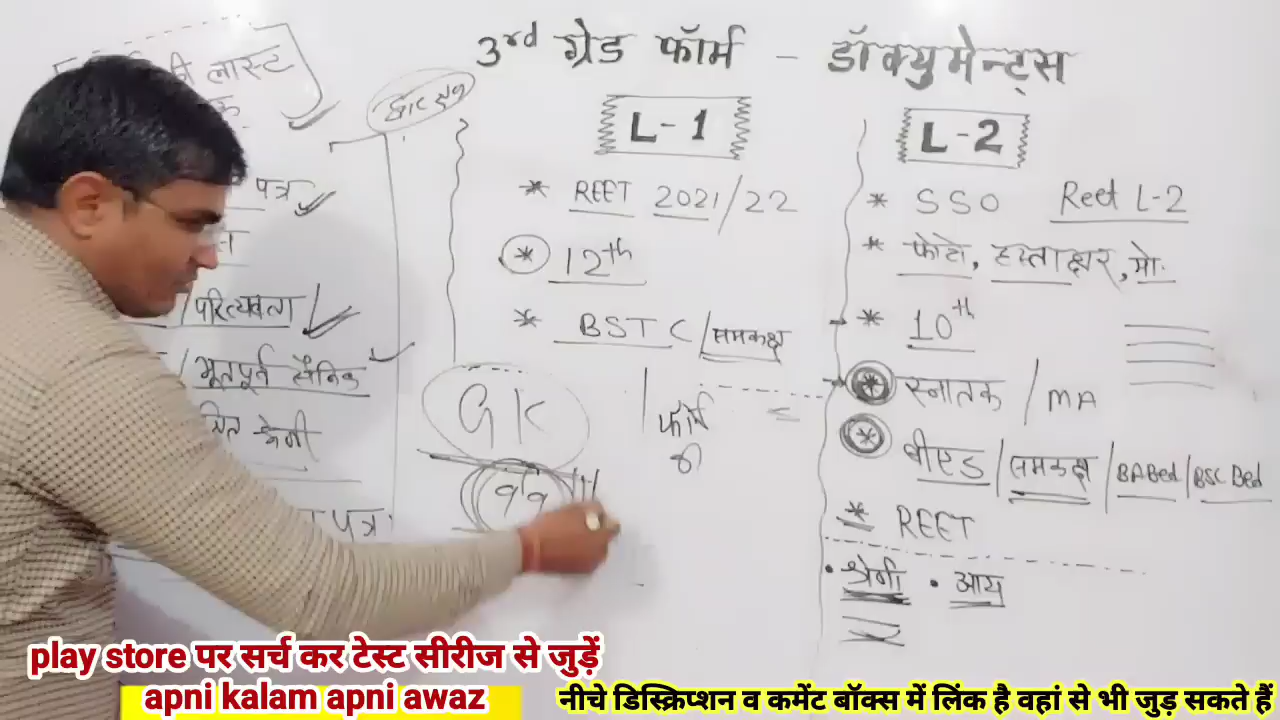 3rd ग्रेड फॉर्म - डॉक्युमेन्ट्स
लास्ट
पत्र
/परित्यक्ता
/भूतपूर्व सैनिक
श्रेणी
पत्र
L-1
* REET 2021/22
* 12th
* BSTC/समकक्ष
GK
फॉर्म
L-2
* SSO Reet L-2
* फोटो, हस्ताक्षर, मो.
* 10th
* स्नातक / MA
* बीएड/समकक्ष/BABed/BSC Bed
* REET
• श्रेणी • आय
play store पर सर्च कर टेस्ट सीरीज से जुड़ें
apni kalam apni awaz
नीचे डिस्क्रिप्शन व कमेंट बॉक्स में लिंक है वहां से भी जुड़ सकते हैं